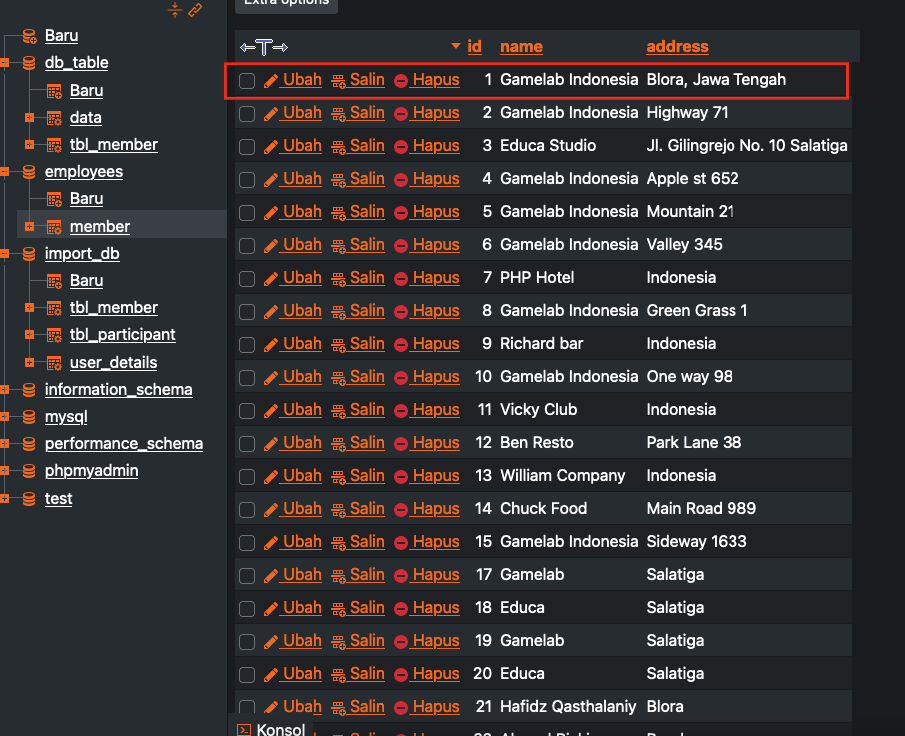 Extra options
Baru
db_table
Baru
data
tbl_member
employees
Baru
member
import_db
Baru
tbl_member
tbl_participant
user_details
information_schema
mysql
performance_schema
phpmyadmin
test
id name address
Ubah Salin Hapus 1 Gamelab Indonesia Blora, Jawa Tengah
Ubah Salin Hapus 2 Gamelab Indonesia Highway 71
Ubah Salin Hapus 3 Educa Studio Jl. Gilingrejo No. 10 Salatiga
Ubah Salin Hapus 4 Gamelab Indonesia Apple st 652
Ubah Salin Hapus 5 Gamelab Indonesia Mountain 21
Ubah Salin Hapus 6 Gamelab Indonesia Valley 345
Ubah Salin Hapus 7 PHP Hotel Indonesia
Ubah Salin Hapus 8 Gamelab Indonesia Green Grass 1
Ubah Salin Hapus 9 Richard bar Indonesia
Ubah Salin Hapus 10 Gamelab Indonesia One way 98
Ubah Salin Hapus 11 Vicky Club Indonesia
Ubah Salin Hapus 12 Ben Resto Park Lane 38
Ubah Salin Hapus 13 William Company Indonesia
Ubah Salin Hapus 14 Chuck Food Main Road 989
Ubah Salin Hapus 15 Gamelab Indonesia Sideway 1633
Ubah Salin Hapus 17 Gamelab Salatiga
Ubah Salin Hapus 18 Educa Salatiga
Ubah Salin Hapus 19 Gamelab Salatiga
Ubah Salin Hapus 20 Educa Salatiga
Ubah Salin Hapus 21 Hafidz Qasthalaniy Blora
Konsol